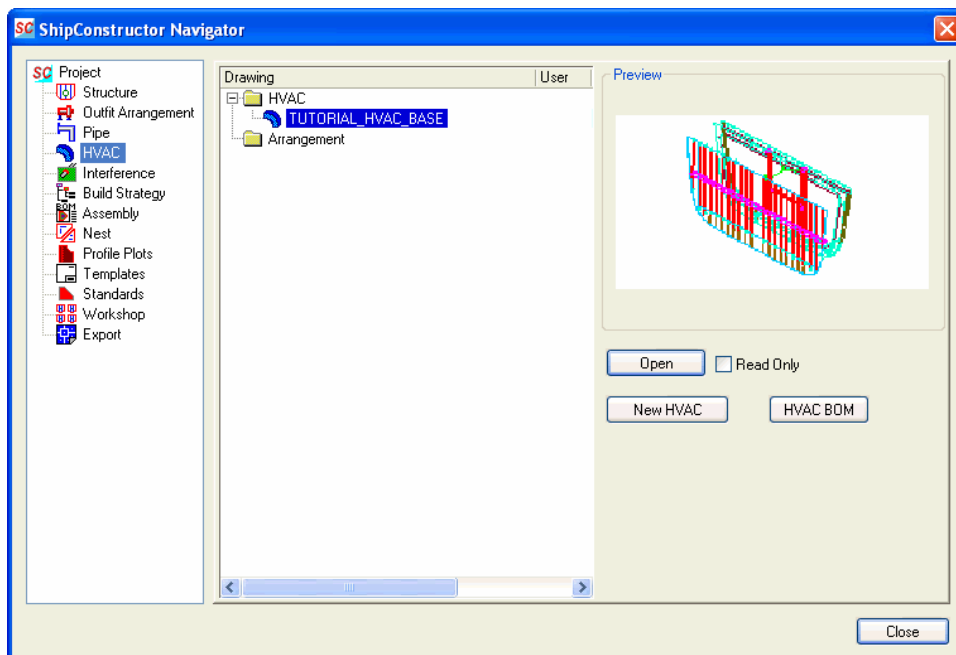 SC ShipConstructor Navigator
SC Project
Structure
Outfit Arrangement
Pipe
HVAC
Interference
Build Strategy
BOM Assembly
Nest
Profile Plots
Templates
Standards
Workshop
Export
Drawing User
HVAC
TUTORIAL_HVAC_BASE
Arrangement
Preview
Open Read Only
New HVAC HVAC BOM
Close